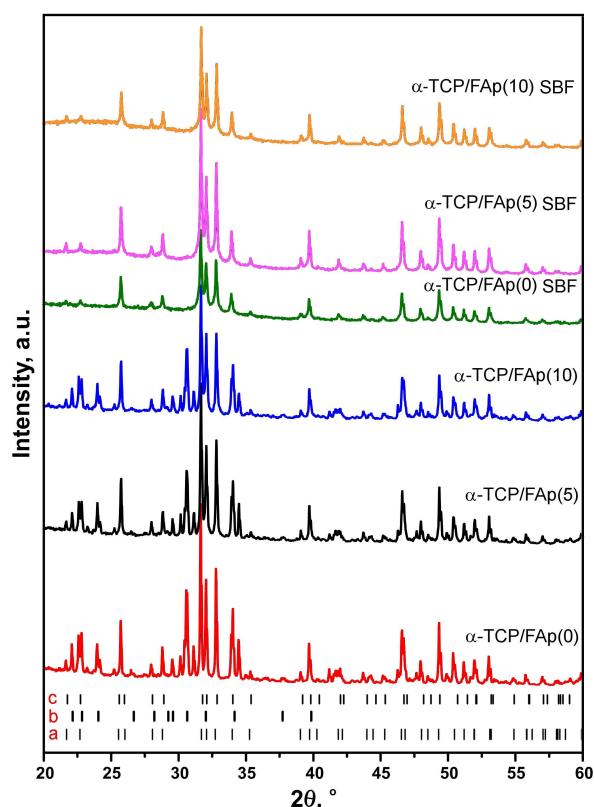 α-TCP/FAp(10) SBF
α-TCP/FAp(5) SBF
α-TCP/FAp(0) SBF
α-TCP/FAp(10)
α-TCP/FAp(5)
α-TCP/FAp(0)
Intensity, a.u.
c
b
a
20 25 30 35 40 45 50 55 60
2θ, °